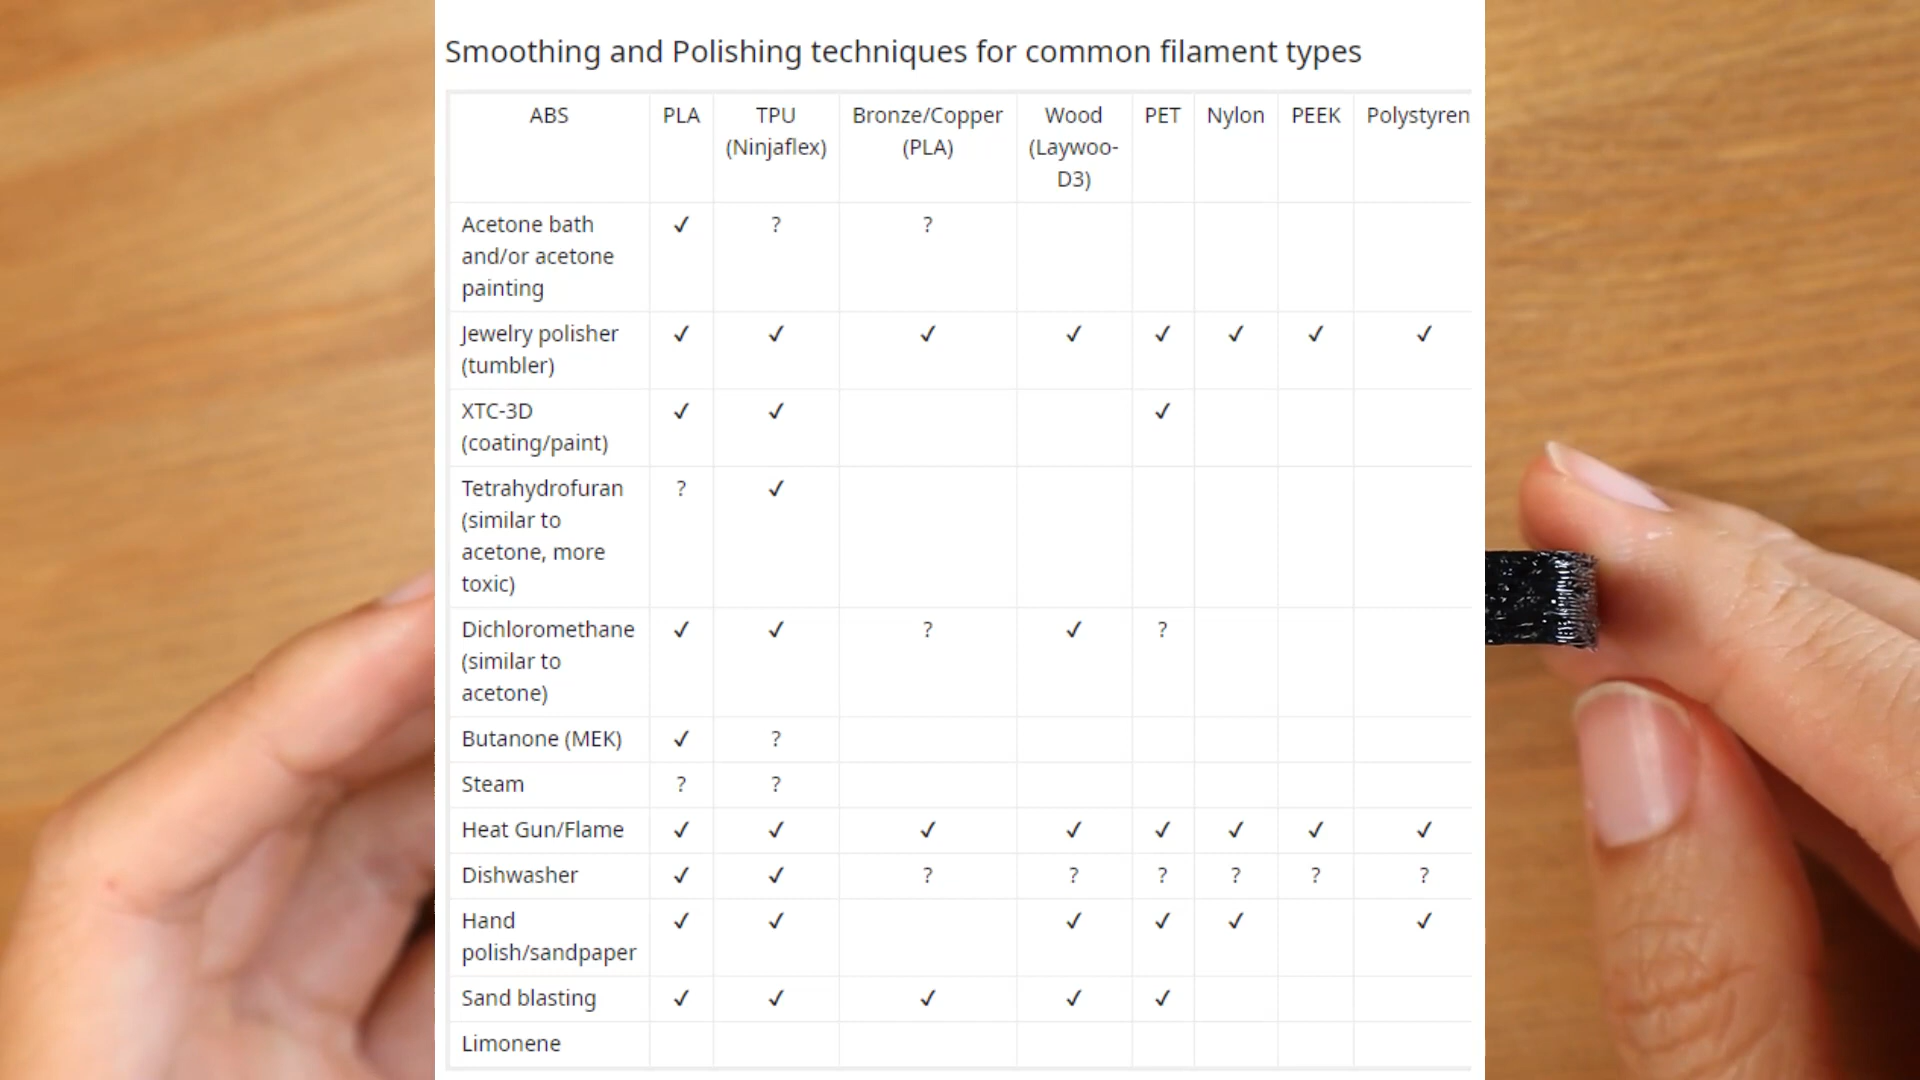 Smoothing and Polishing techniques for common filament types
ABS PLA TPU (Ninjaflex) Bronze/Copper (PLA) Wood (Laywoo-D3) PET Nylon PEEK Polystyren
Acetone bath and/or acetone painting ✓ ? ?
Jewelry polisher (tumbler) ✓ ✓ ✓ ✓ ✓ ✓ ✓ ✓
XTC-3D (coating/paint) ✓ ✓ ✓
Tetrahydrofuran (similar to acetone, more toxic) ? ✓
Dichloromethane (similar to acetone) ✓ ✓ ? ✓ ?
Butanone (MEK) ✓ ?
Steam ? ?
Heat Gun/Flame ✓ ✓ ✓ ✓ ✓ ✓ ✓ ✓
Dishwasher ✓ ✓ ? ? ? ? ? ?
Hand polish/sandpaper ✓ ✓ ✓ ✓ ✓ ✓
Sand blasting ✓ ✓ ✓ ✓ ✓
Limonene